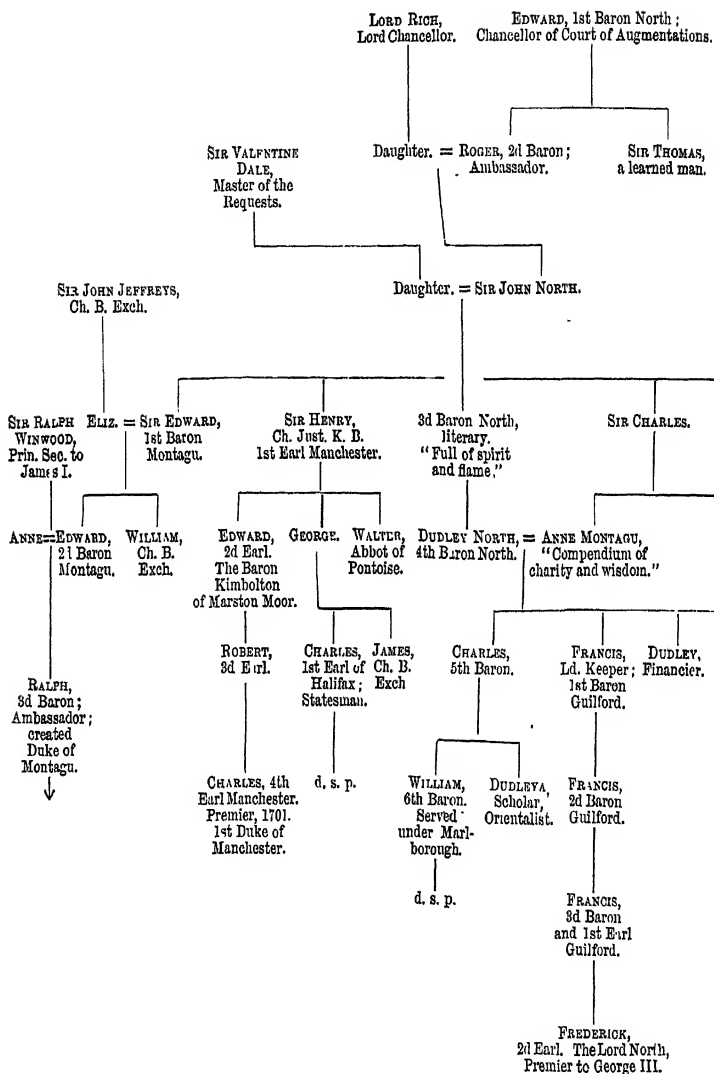 LORD RICH,
Lord Chancellor.
EDWARD, 1st Baron North;
Chancellor of Court of Augmentations.
SIR VALFNTINE
DALE,
Master of the
Requests.
Daughter. = ROGER, 2d Baron;
Ambassador.
SIR THOMAS,
a learned man.
SIR JOHN JEFFREYS,
Ch. B. Exch.
Daughter. = SIR JOHN NORTH.
SIR RALPH
WINWOOD,
Prin. Sec. to
James I.
ELIZ. = SIR EDWARD,
1st Baron
Montagu.
SIR HENRY,
Ch. Just. K. B.
1st Earl Manchester.
3d Baron North,
literary.
"Full of spirit
and flame."
SIR CHARLES.
ANNE=EDWARD,
2d Baron
Montagu.
WILLIAM,
Ch. B.
Exch.
EDWARD,
2d Earl.
The Baron
Kimbolton
of Marston Moor.
GEORGE.
WALTER,
Abbot of
Pontoise.
DUDLEY NORTH, = ANNE MONTAGU,
4th Baron North.
"Compendium of
charity and wisdom."
RALPH,
3d Baron;
Ambassador;
created
Duke of
Montagu.
ROBERT,
3d Earl.
CHARLES,
1st Earl of
Halifax;
Statesman.
JAMES,
Ch. B.
Exch
CHARLES,
5th Baron.
FRANCIS,
Ld. Keeper;
1st Baron
Guilford.
DUDLEY,
Financier.
CHARLES, 4th
Earl Manchester.
Premier, 1701.
1st Duke of
Manchester.
d. s. p.
WILLIAM,
6th Baron.
Served
under Marl-
borough.
DUDLEYA,
Scholar,
Orientalist.
FRANCIS,
2d Baron
Guilford.
d. s. p.
FRANCIS,
3d Baron
and 1st Earl
Guilford.
FREDERICK,
2d Earl. The Lord North,
Premier to George III.